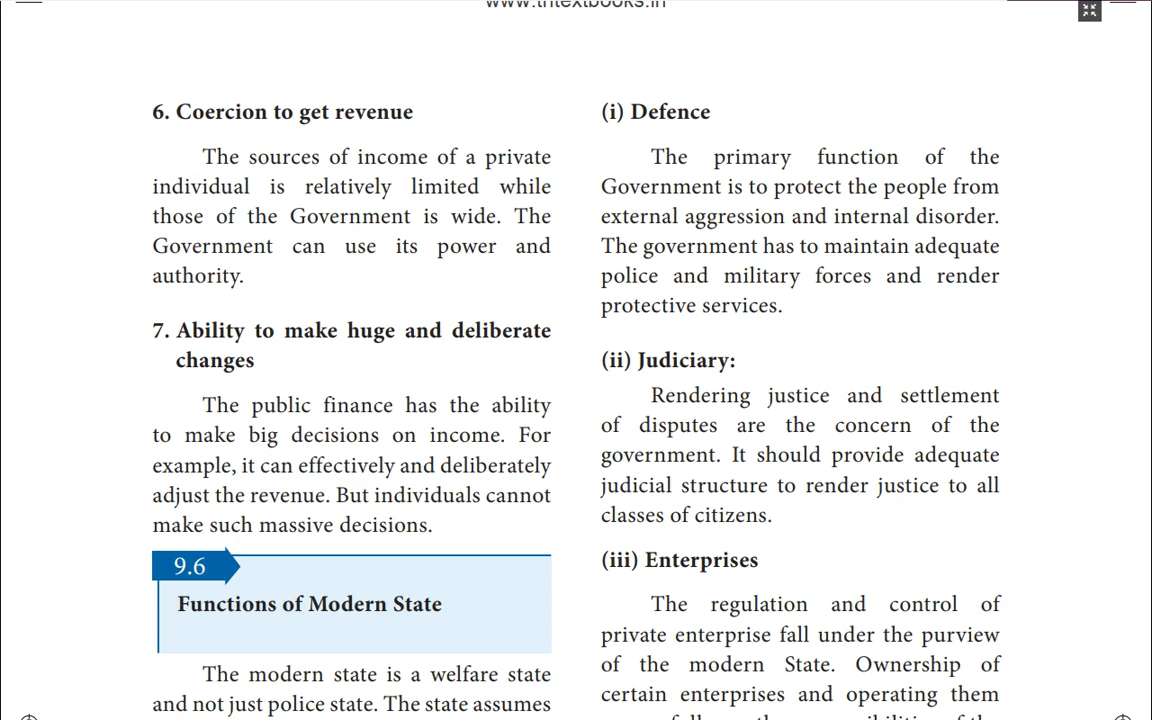 www.tntextbooks.in
6. Coercion to get revenue
The sources of income of a private
individual is relatively limited while
those of the Government is wide. The
Government can use its power and
authority.
7. Ability to make huge and deliberate
changes
The public finance has the ability
to make big decisions on income. For
example, it can effectively and deliberately
adjust the revenue. But individuals cannot
make such massive decisions.
9.6
Functions of Modern State
The modern state is a welfare state
and not just police state. The state assumes
(i) Defence
The primary function of the
Government is to protect the people from
external aggression and internal disorder.
The government has to maintain adequate
police and military forces and render
protective services.
(ii) Judiciary:
Rendering justice and settlement
of disputes are the concern of the
government. It should provide adequate
judicial structure to render justice to all
classes of citizens.
(iii) Enterprises
The regulation and control of
private enterprise fall under the purview
of the modern State. Ownership of
certain enterprises and operating them